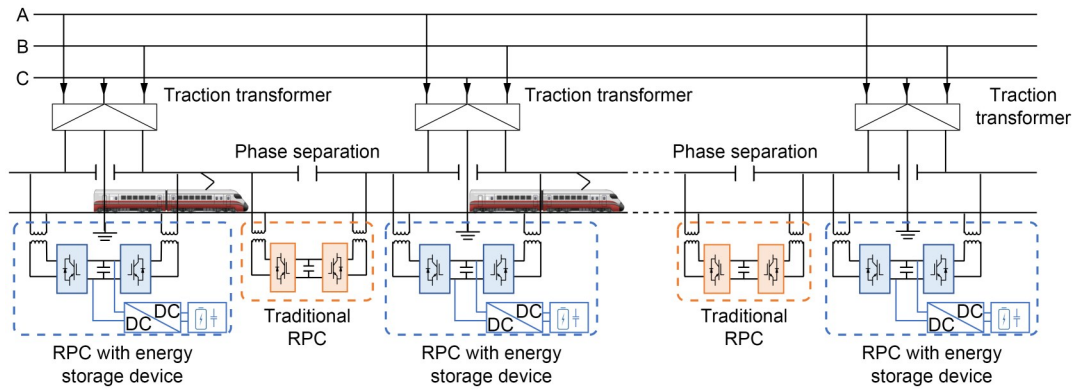 A
B
C
Traction transformer
Traction transformer
Traction
transformer
Phase separation
Phase separation
DC
DC
DC
DC
DC
DC
Traditional
RPC
Traditional
RPC
RPC with energy
storage device
RPC with energy
storage device
RPC with energy
storage device